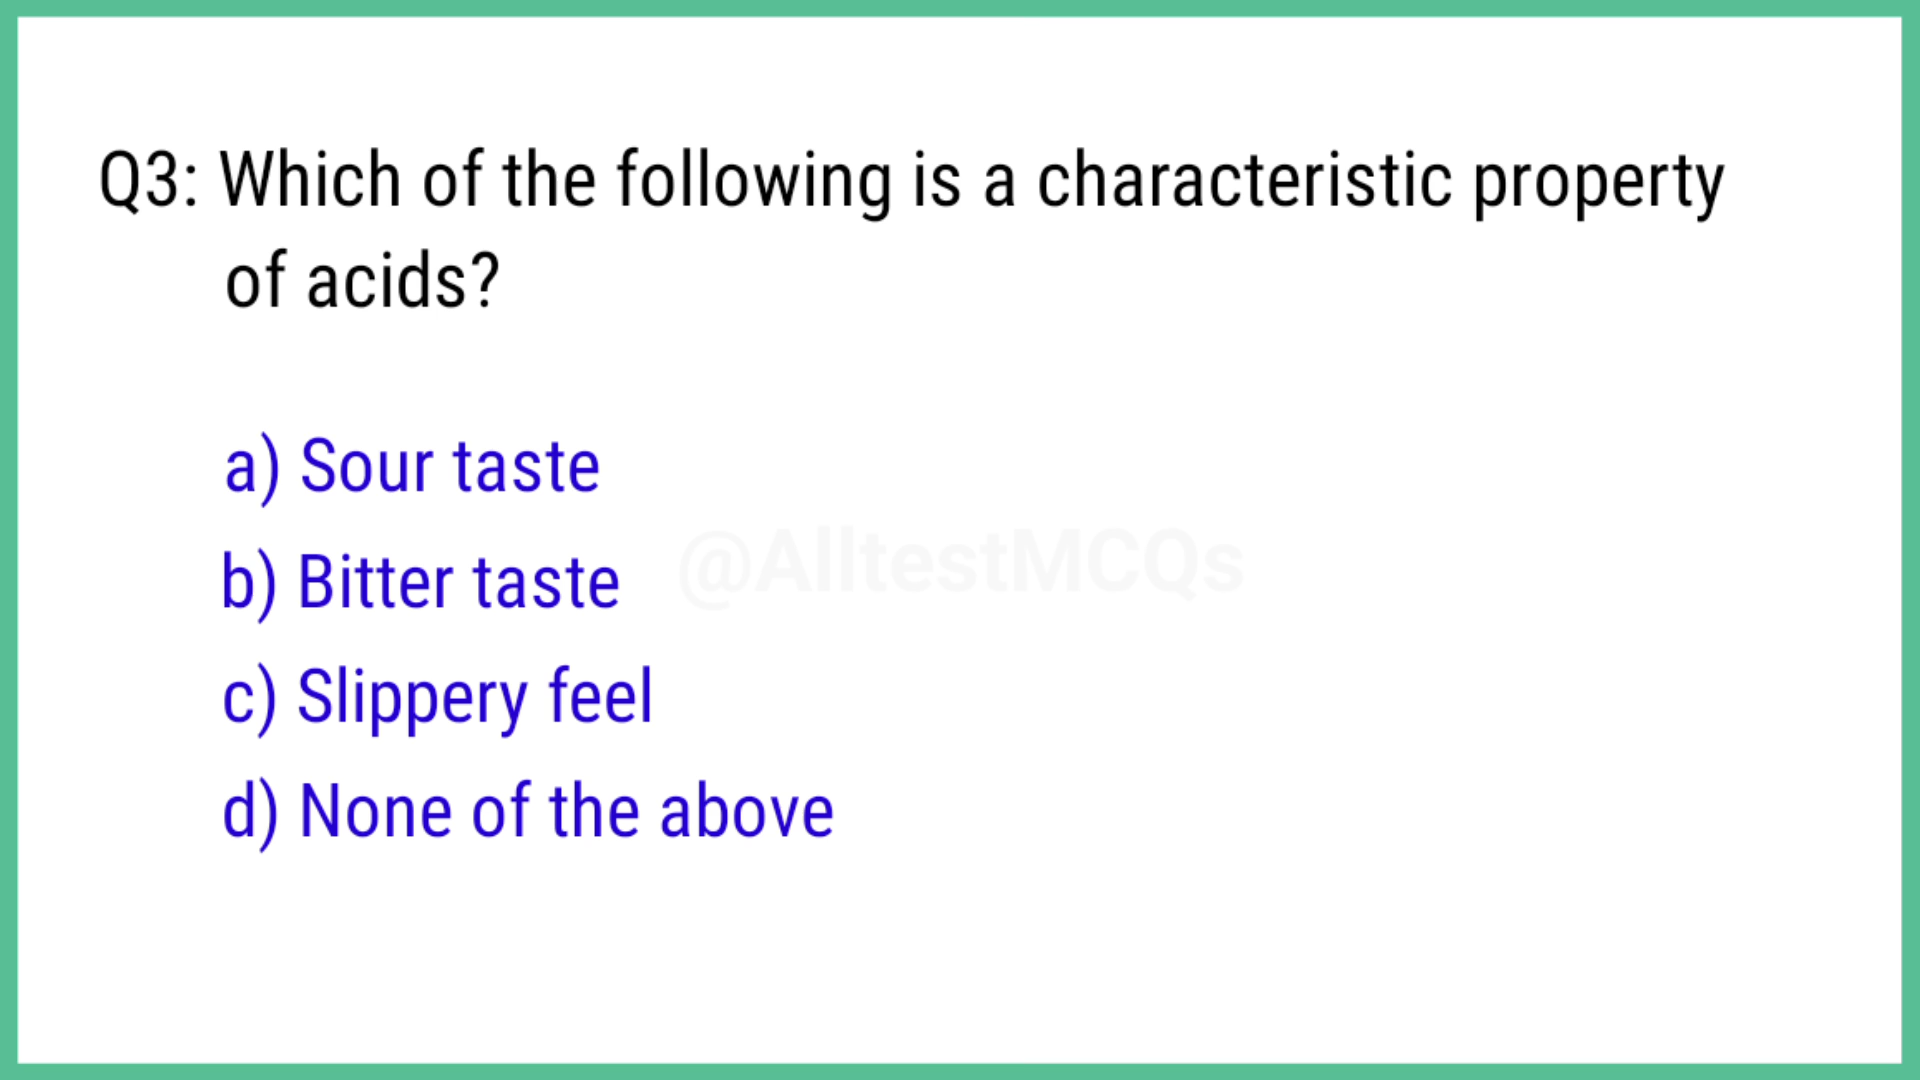 Q3: Which of the following is a characteristic property
of acids?
a) Sour taste
@AlltestMCQs
b) Bitter taste
c) Slippery feel
d) None of the above